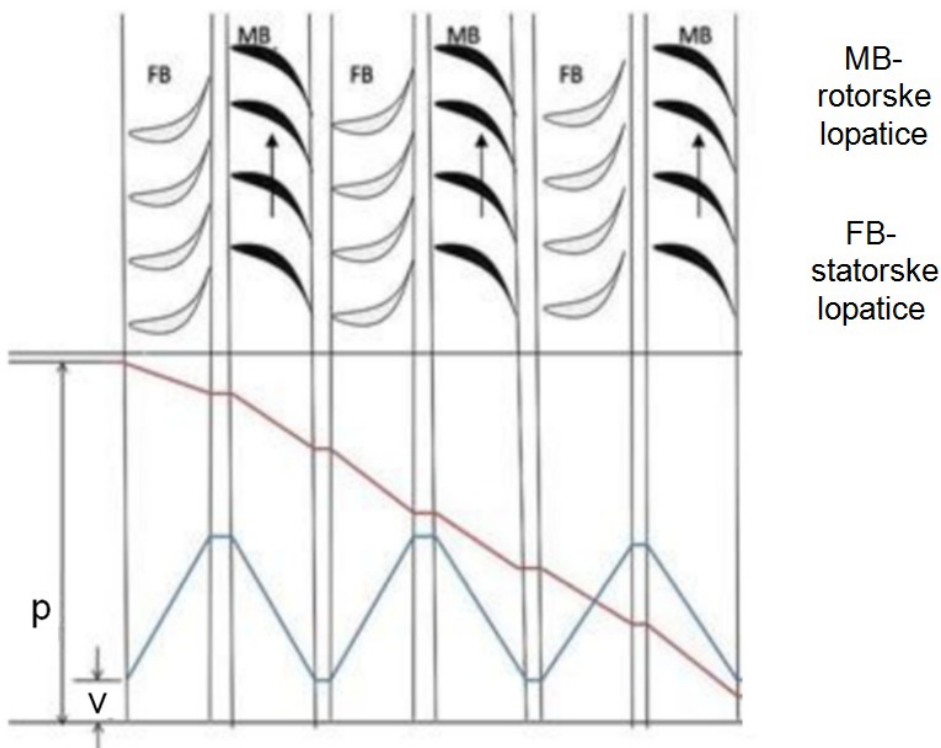 MB
MB
MB
FB
FB
FB
MB-
rotorske
lopatice
FB-
statorske
lopatice
p
V